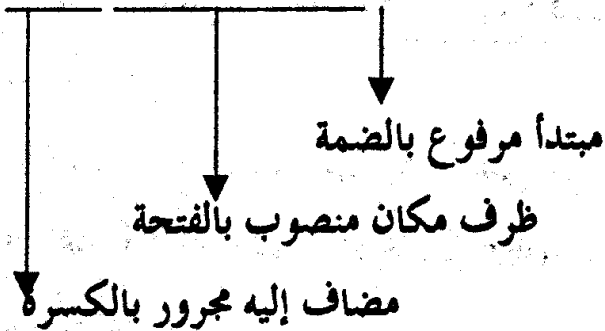 مبتدأ مرفوع بالضمة
ظرف مكان منصوب بالفتحة
مضاف إليه مجرور بالكسرة